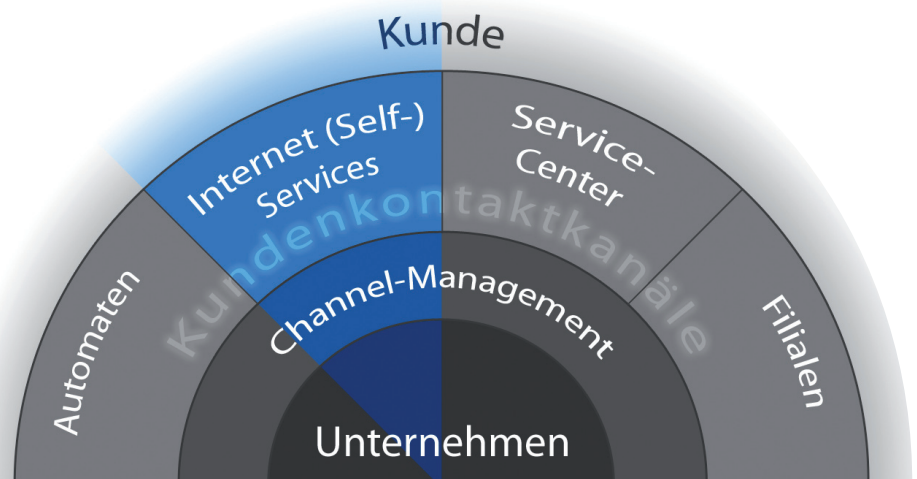 Kunde
Internet (Self-)
Services
Service-
Center
Kundenkontaktkanäle
Automaten
Filialen
Channel-Management
Unternehmen